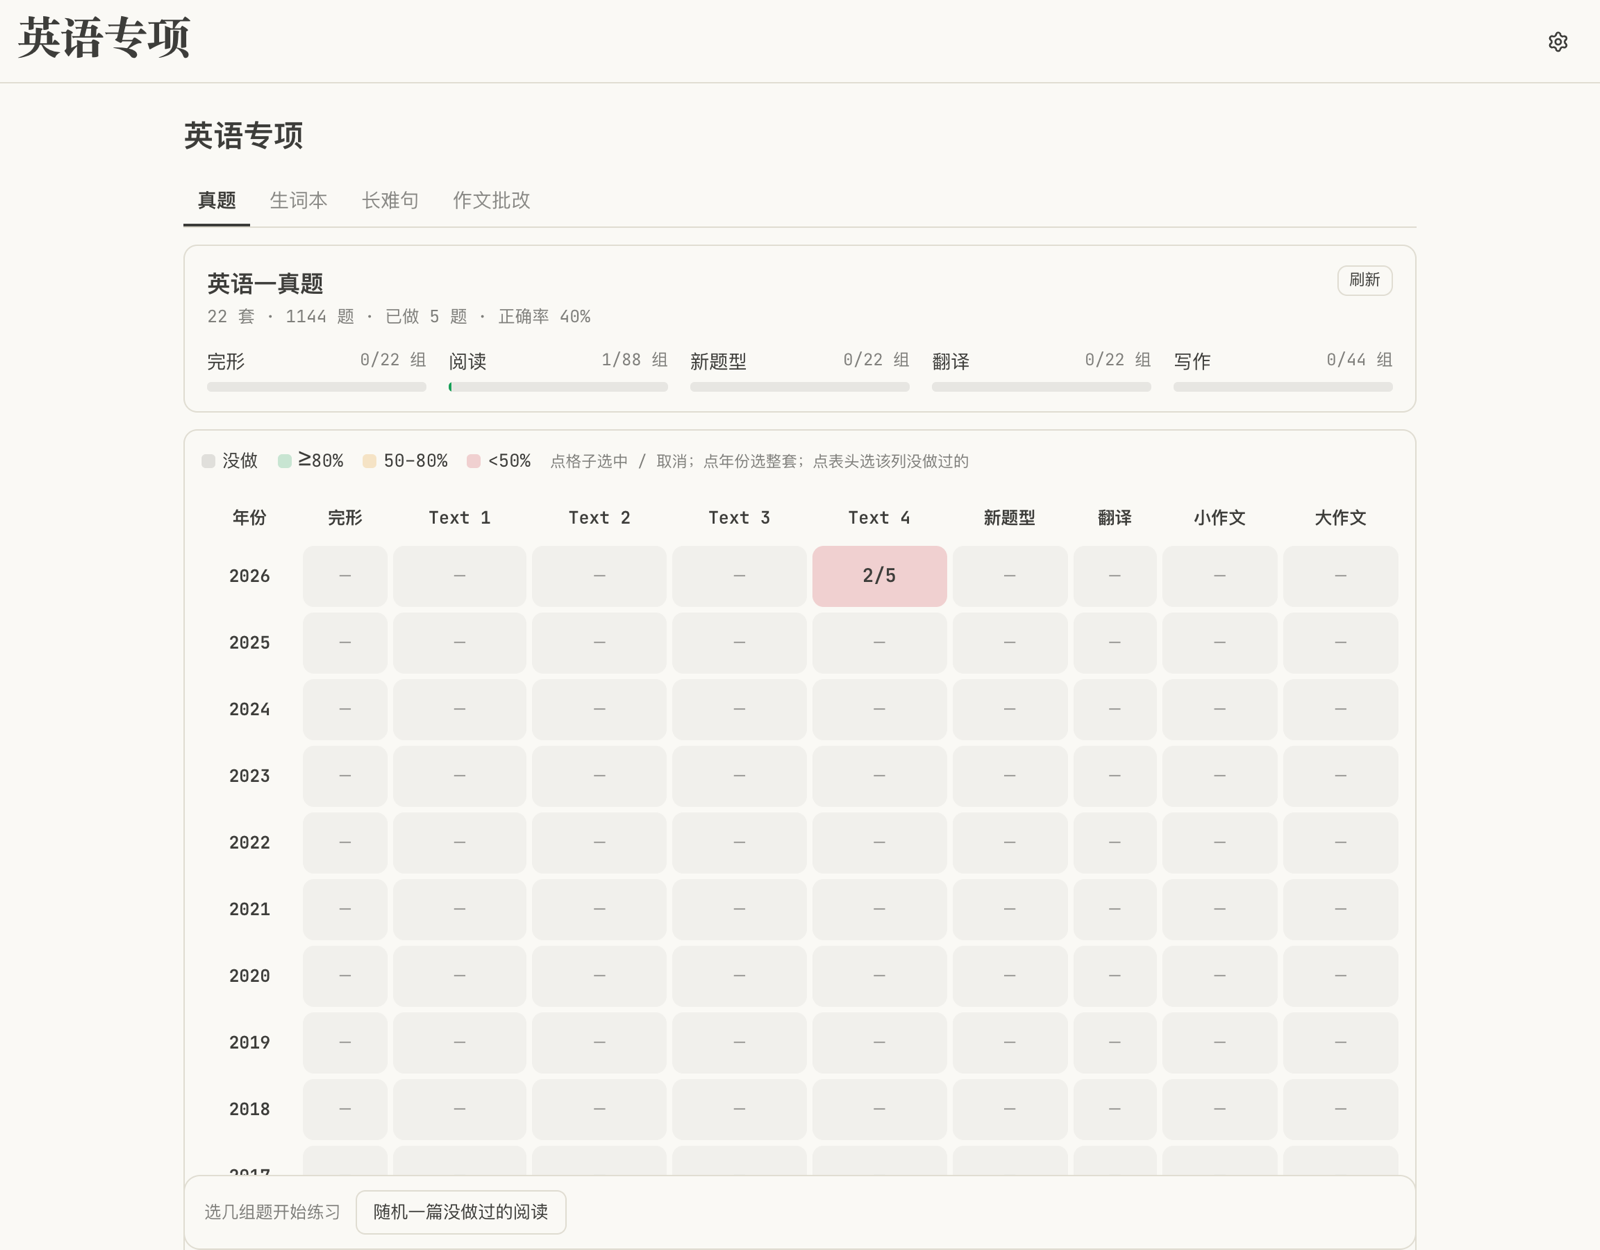 英语专项
英语专项
真题 生词本 长难句 作文批改
英语一真题
刷新
22 套 · 1144 题 · 已做 5 题 · 正确率 40%
完形 0/22 组 阅读 1/88 组 新题型 0/22 组 翻译 0/22 组 写作 0/44 组
没做 ≥80% 50-80% <50% 点格子选中 / 取消；点年份选整套；点表头选该列没做过的
年份 完形 Text 1 Text 2 Text 3 Text 4 新题型 翻译 小作文 大作文
2026 — — — — 2/5 — — — —
2025 — — — — — — — — —
2024 — — — — — — — — —
2023 — — — — — — — — —
2022 — — — — — — — — —
2021 — — — — — — — — —
2020 — — — — — — — — —
2019 — — — — — — — — —
2018 — — — — — — — — —
2017
选几组题开始练习 随机一篇没做过的阅读